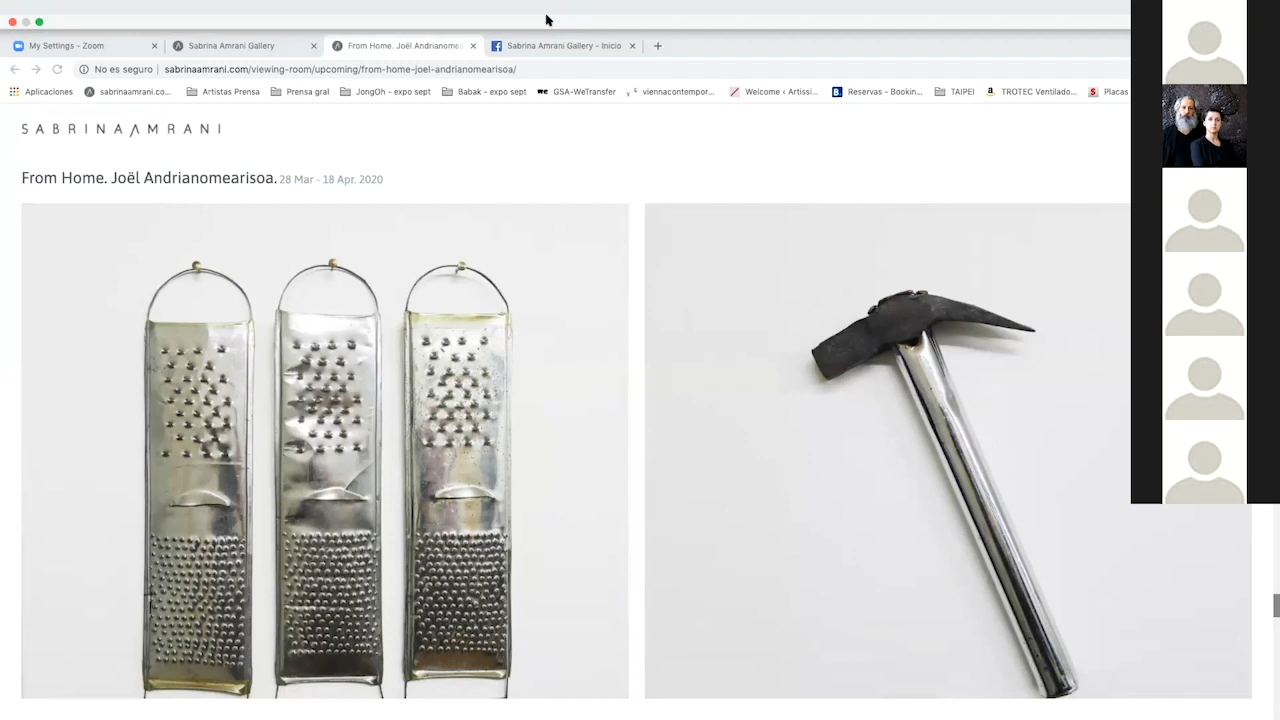 My Settings - Zoom
Sabrina Amrani Gallery
From Home. Joël Andrianome
Sabrina Amrani Gallery - Inicio
No es seguro sabrinaamrani.com/viewing-room/upcoming/from-home-joel-andrianomearisoa/
Aplicaciones sabrinaamrani.co... Artistas Prensa Prensa gral JongOh - expo sept Babak - expo sept we GSA-WeTransfer viennacontempor... Welcome ‹ Artissi... B. Reservas - Bookin... TAIPEI a TROTEC Ventilado... S Placas
SABRINA AMRANI
From Home. Joël Andrianomearisoa. 28 Mar - 18 Apr. 2020